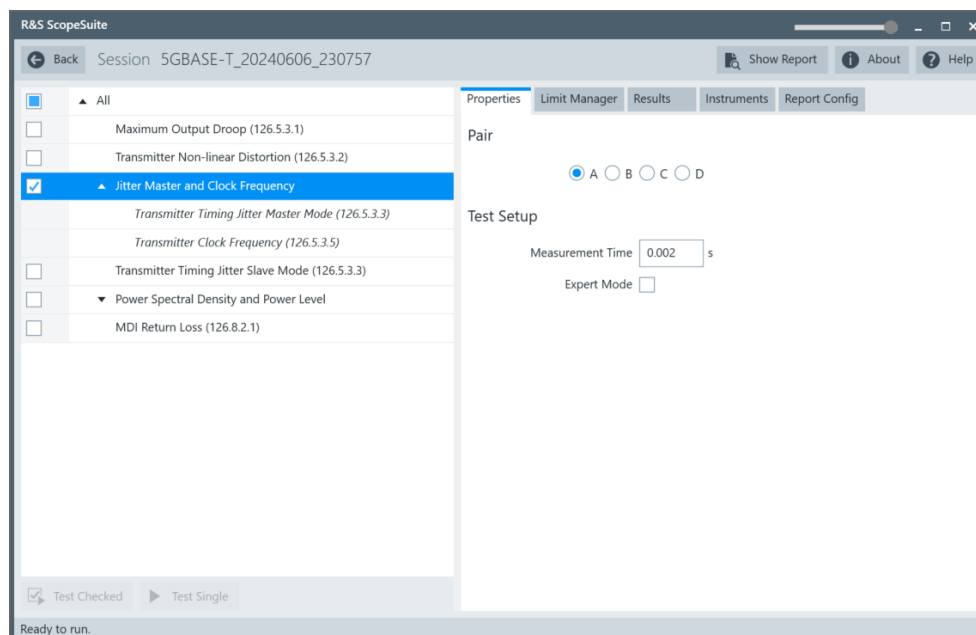 R&S ScopeSuite
Back Session 5GBASE-T_20240606_230757 Show Report About Help
All
Maximum Output Droop (126.5.3.1)
Transmitter Non-linear Distortion (126.5.3.2)
Jitter Master and Clock Frequency
Transmitter Timing Jitter Master Mode (126.5.3.3)
Transmitter Clock Frequency (126.5.3.5)
Transmitter Timing Jitter Slave Mode (126.5.3.3)
Power Spectral Density and Power Level
MDI Return Loss (126.8.2.1)
Properties Limit Manager Results Instruments Report Config
Pair
A B C D
Test Setup
Measurement Time 0.002 s
Expert Mode
Test Checked Test Single
Ready to run.